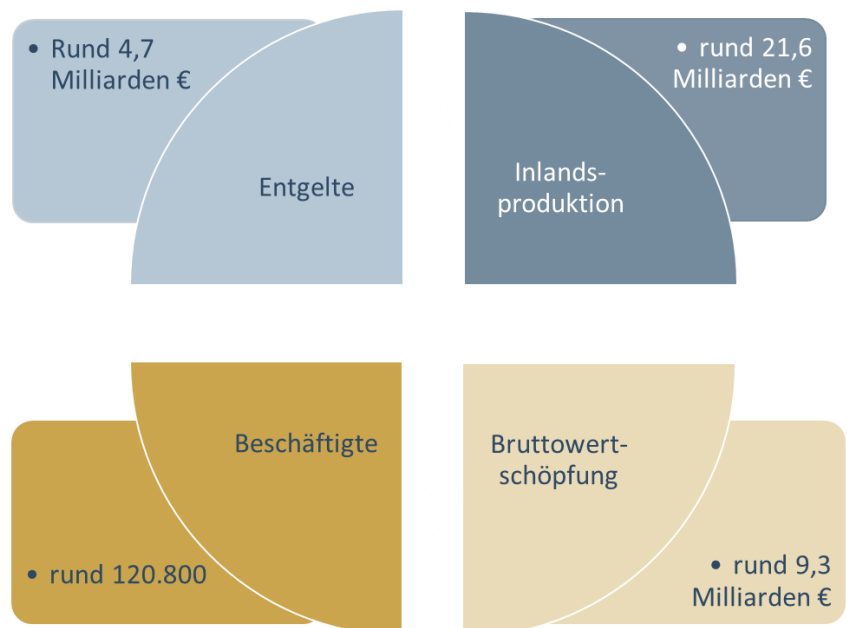 • Rund 4,7
Milliarden €
Entgelte
• rund 21,6
Milliarden €
Inlands-
produktion
Beschäftigte
• rund 120.800
Bruttowert-
schöpfung
• rund 9,3
Milliarden €